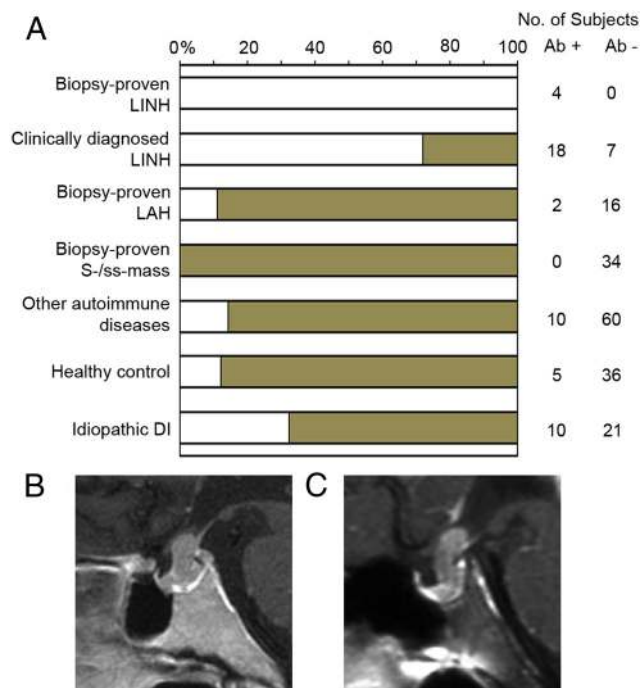 No. of Subjects
A
0% 20 40 60 80 100 Ab + Ab -
Biopsy-proven
LINH
4 0
Clinically diagnosed
LINH
18 7
Biopsy-proven
LAH
2 16
Biopsy-proven
S-/ss-mass
0 34
Other autoimmune
diseases
10 60
Healthy control 5 36
Idiopathic DI 10 21
B C